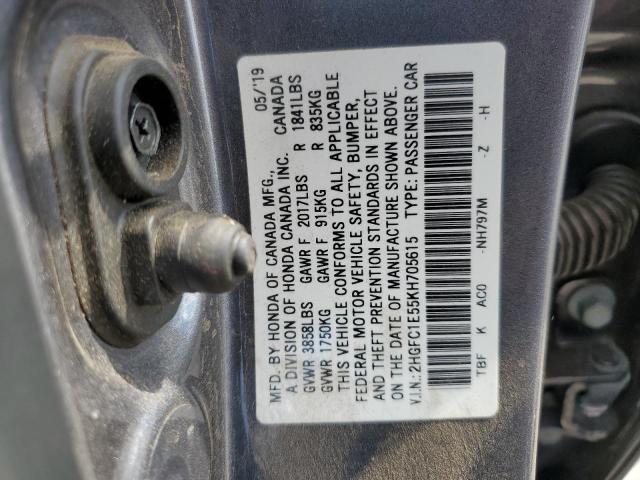 MFD. BY HONDA OF CANADA MFG., 05/'19
A DIVISION OF HONDA CANADA INC. CANADA
GVWR 3858LBS GAWR F 2017LBS R 1841LBS
GVWR 1750KG GAWR F 915KG R 835KG
THIS VEHICLE CONFORMS TO ALL APPLICABLE
FEDERAL MOTOR VEHICLE SAFETY, BUMPER,
AND THEFT PREVENTION STANDARDS IN EFFECT
ON THE DATE OF MANUFACTURE SHOWN ABOVE.
V.I.N.: 2HGFC1E55KH705615 TYPE: PASSENGER CAR
TBF K AC0 -NH797M -Z -H